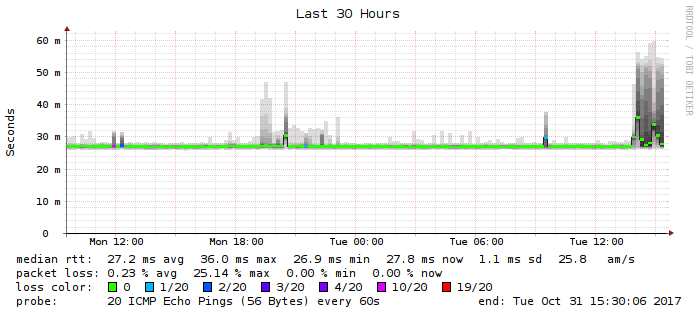 Last 30 Hours
RRDTOOL / TOBI OETIKER
Seconds
60 m
50 m
40 m
30 m
20 m
10 m
0
Mon 12:00 Mon 18:00 Tue 00:00 Tue 06:00 Tue 12:00
median rtt: 27.2 ms avg 36.0 ms max 26.9 ms min 27.8 ms now 1.1 ms sd 25.8 am/s
packet loss: 0.23 % avg 25.14 % max 0.00 % min 0.00 % now
loss color: 0 1/20 2/20 3/20 4/20 10/20 19/20
probe: 20 ICMP Echo Pings (56 Bytes) every 60s end: Tue Oct 31 15:30:06 2017